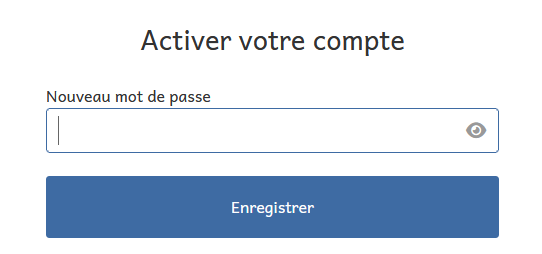 Activer votre compte
Nouveau mot de passe
Enregistrer